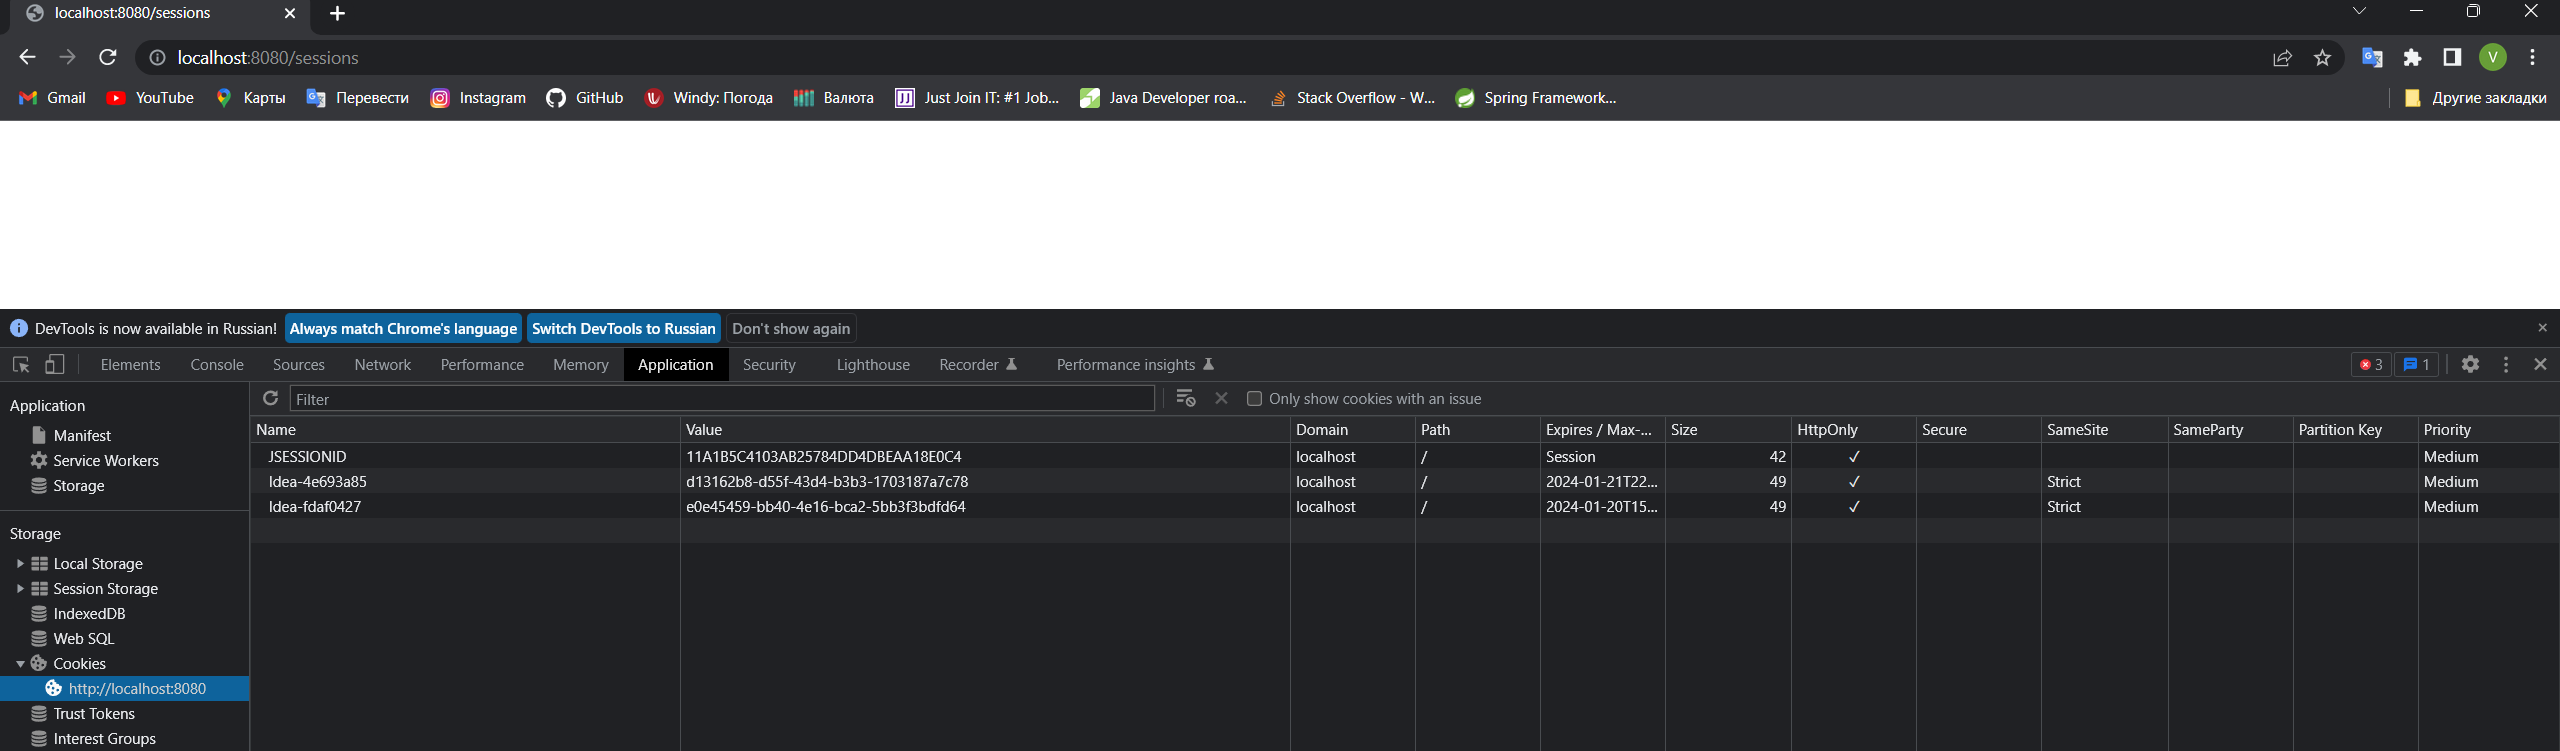 localhost:8080/sessions
localhost:8080/sessions
V
Gmail YouTube Карты Перевести Instagram GitHub Windy: Погода Валюта Just Join IT: #1 Job... Java Developer roa... Stack Overflow - W... Spring Framework... Другие закладки
DevTools is now available in Russian! Always match Chrome's language Switch DevTools to Russian Don't show again
Elements Console Sources Network Performance Memory Application Security Lighthouse Recorder Performance insights 3 1
Application
Manifest
Service Workers
Storage
Storage
Local Storage
Session Storage
IndexedDB
Web SQL
Cookies
http://localhost:8080
Trust Tokens
Interest Groups
Filter Only show cookies with an issue
Name Value Domain Path Expires / Max-... Size HttpOnly Secure SameSite SameParty Partition Key Priority
JSESSIONID 11A1B5C4103AB25784DD4DBEAA18E0C4 localhost / Session 42 ✓ Medium
Idea-4e693a85 d13162b8-d55f-43d4-b3b3-1703187a7c78 localhost / 2024-01-21T22... 49 ✓ Strict Medium
Idea-fdaf0427 e0e45459-bb40-4e16-bca2-5bb3f3bdfd64 localhost / 2024-01-20T15... 49 ✓ Strict Medium